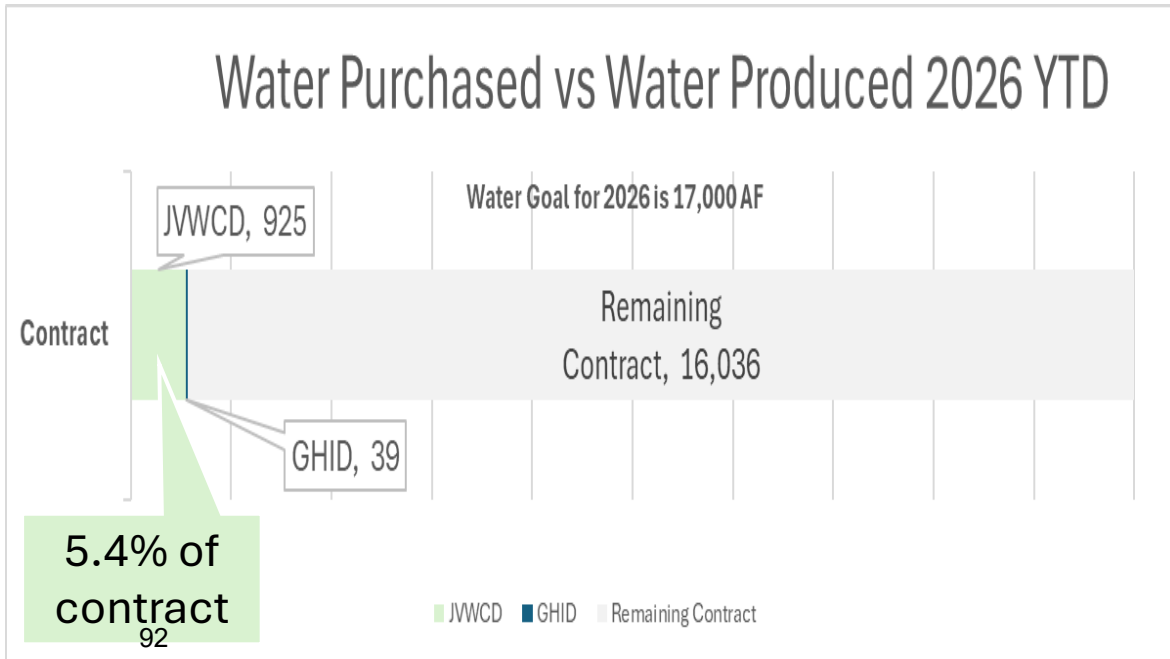 Water Purchased vs Water Produced 2026 YTD
Water Goal for 2026 is 17,000 AF
JVWCD, 925
Contract
Remaining
Contract, 16,036
GHID, 39
5.4% of
contract
92
JVWCD
GHID
Remaining Contract